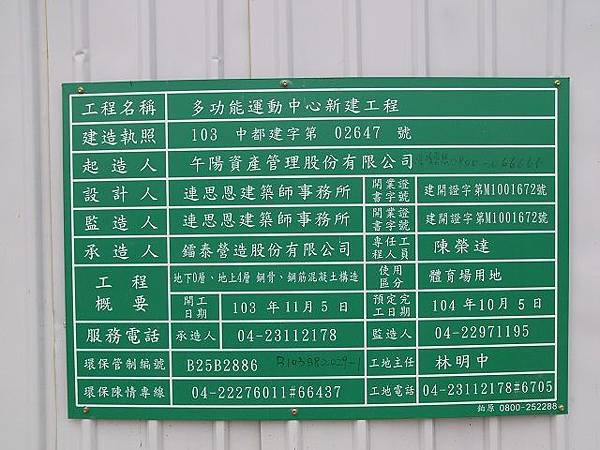 工程名稱 多功能運動中心新建工程
建造執照 103 中都建字第 02647 號
起造人 午陽資產管理股份有限公司
設計人 連思恩建築師事務所 開業證書字號 建開證字第M1001672號
監造人 連思恩建築師事務所 開業證書字號 建開證字第M1001672號
承造人 鐳泰營造股份有限公司 專任工程人員 陳榮達
工程概要 地下0層、地上4層 鋼骨、鋼筋混凝土構造 使用區分 體育場用地
開工日期 103 年11月5日 預定完工日期 104年10月5日
服務電話 承造人 04-23112178 監造人 04-22971195
環保管制編號 B25B2886 工地主任 林明中
環保陳情專線 04-22276011#66437 工地電話 04-23112178#6705
鉑原 0800-252288